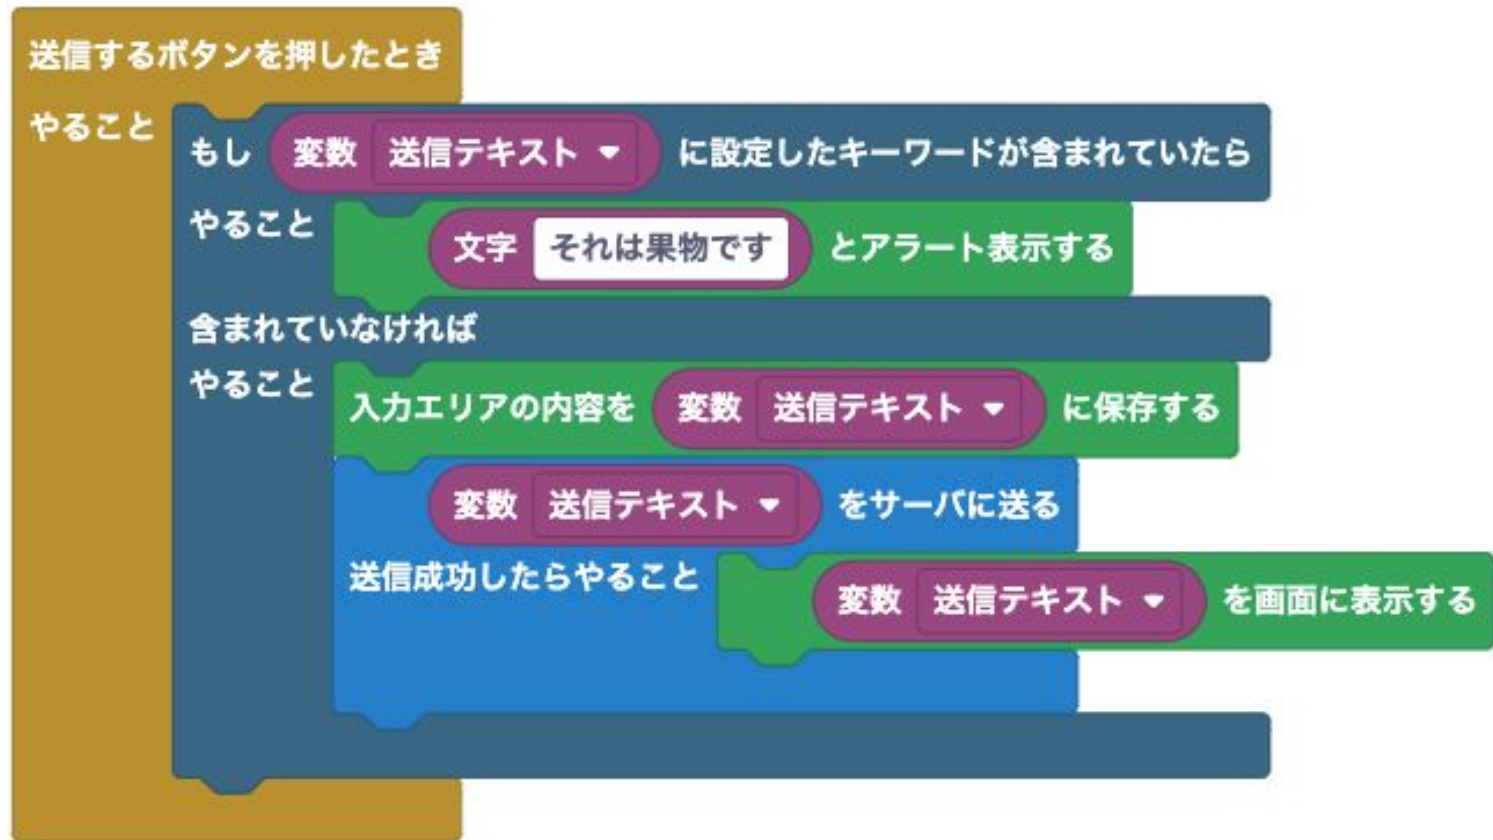 送信するボタンを押したとき
やること
もし 変数 送信テキスト に設定したキーワードが含まれていたら
やること
文字 それは果物です とアラート表示する
含まれていなければ
やること
入力エリアの内容を 変数 送信テキスト に保存する
変数 送信テキスト をサーバに送る
送信成功したらやること
変数 送信テキスト を画面に表示する